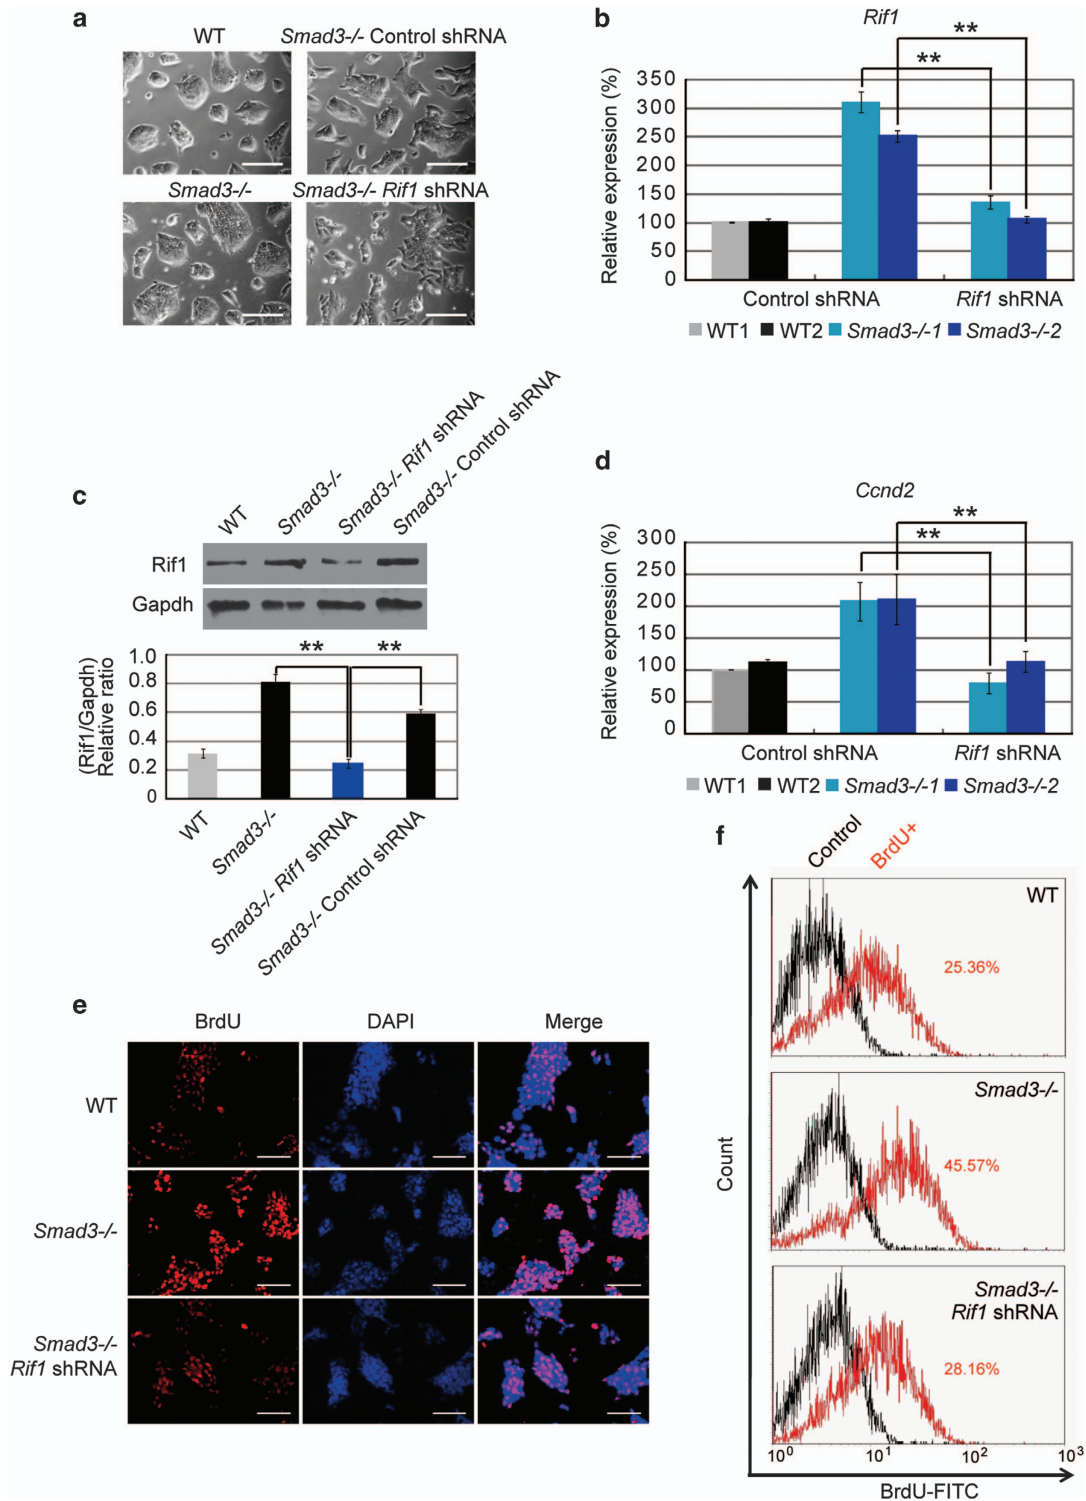 a
WT
Smad3-/- Control shRNA
Smad3-/-
Smad3-/- Rif1 shRNA
b
Rif1
**
**
Relative expression (%)
350
300
250
200
150
100
50
0
Control shRNA
Rif1 shRNA
WT1 WT2 Smad3-/-1 Smad3-/-2
c
WT
Smad3-/-
Smad3-/- Rif1 shRNA
Smad3-/- Control shRNA
Rif1
Gapdh
(Rif1/Gapdh)
Relative ratio
1.0
0.8
0.6
0.4
0.2
0
**
**
WT
Smad3-/-
Smad3-/- Rif1 shRNA
Smad3-/- Control shRNA
d
Ccnd2
**
**
Relative expression (%)
300
250
200
150
100
50
0
Control shRNA
Rif1 shRNA
WT1 WT2 Smad3-/-1 Smad3-/-2
e
BrdU
DAPI
Merge
WT
Smad3-/-
Smad3-/-
Rif1 shRNA
f
Control
BrdU+
WT
25.36%
Smad3-/-
45.57%
Smad3-/-
Rif1 shRNA
28.16%
Count
10^0
10^1
10^2
10^3
BrdU-FITC